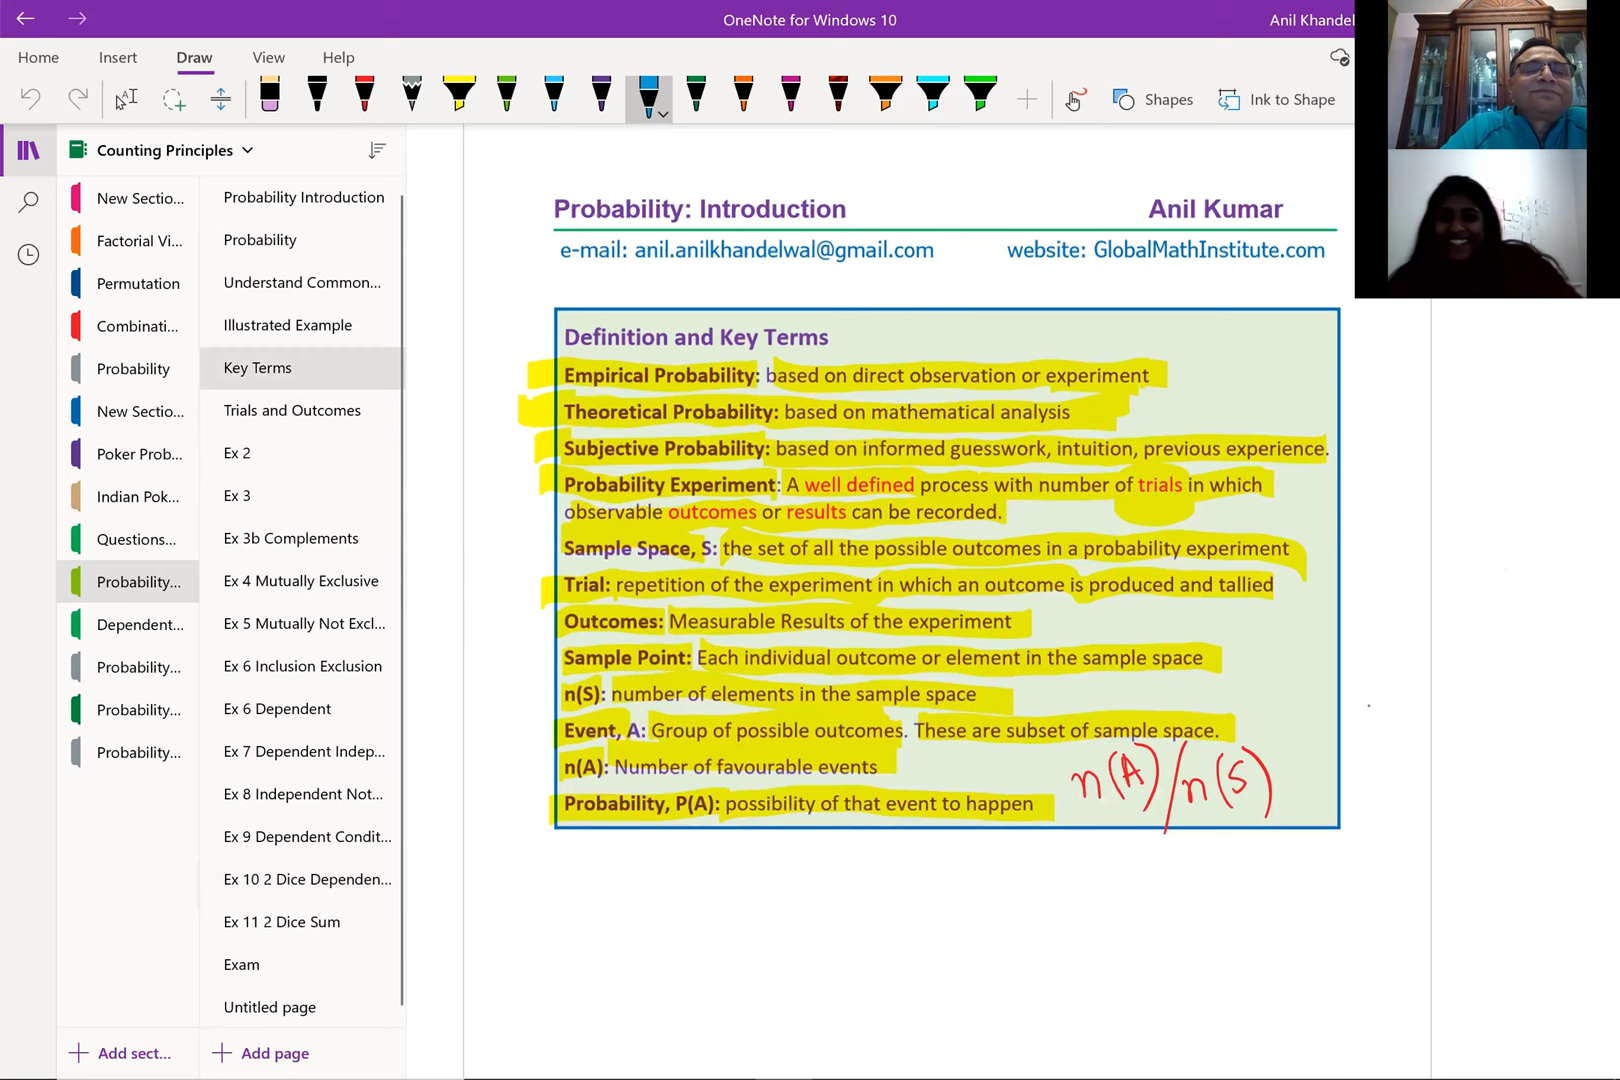 OneNote for Windows 10
Anil Khandel
Home Insert Draw View Help
Shapes Ink to Shape
Counting Principles
New Sectio...
Factorial Vi...
Permutation
Combinati...
Probability
New Sectio...
Poker Prob...
Indian Pok...
Questions...
Probability...
Dependent...
Probability...
Probability...
Probability...
Add sect...
Probability Introduction
Probability
Understand Common...
Illustrated Example
Key Terms
Trials and Outcomes
Ex 2
Ex 3
Ex 3b Complements
Ex 4 Mutually Exclusive
Ex 5 Mutually Not Excl...
Ex 6 Inclusion Exclusion
Ex 6 Dependent
Ex 7 Dependent Indep...
Ex 8 Independent Not...
Ex 9 Dependent Condit...
Ex 10 2 Dice Dependen...
Ex 11 2 Dice Sum
Exam
Untitled page
Add page
Probability: Introduction Anil Kumar
e-mail: anil.anilkhandelwal@gmail.com website: GlobalMathInstitute.com
Definition and Key Terms
Empirical Probability: based on direct observation or experiment
Theoretical Probability: based on mathematical analysis
Subjective Probability: based on informed guesswork, intuition, previous experience.
Probability Experiment: A well defined process with number of trials in which
observable outcomes or results can be recorded.
Sample Space, S: the set of all the possible outcomes in a probability experiment
Trial: repetition of the experiment in which an outcome is produced and tallied
Outcomes: Measurable Results of the experiment
Sample Point: Each individual outcome or element in the sample space
n(S): number of elements in the sample space
Event, A: Group of possible outcomes. These are subset of sample space.
n(A): Number of favourable events
Probability, P(A): possibility of that event to happen
n(A)/n(S)